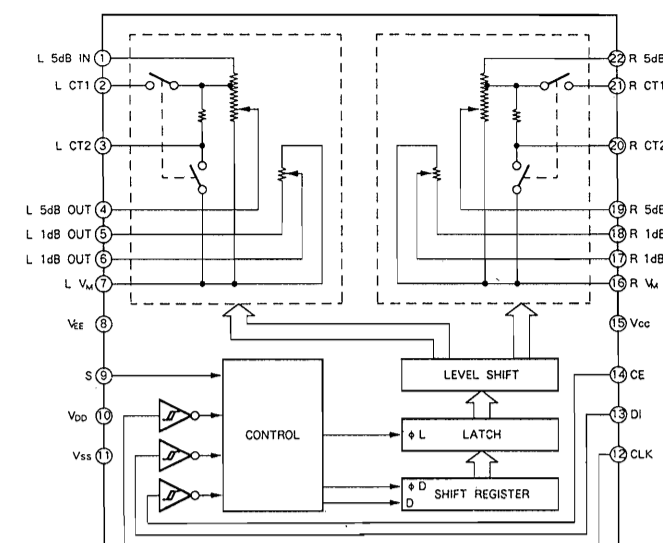 L 5dB IN 1
L CT1 2
L CT2 3
L 5dB OUT 4
L 1dB OUT 5
L 1dB OUT 6
L VM 7
VEE 8
S 9
VDD 10
VSS 11
22 R 5dB
21 R CT1
20 R CT2
19 R 5dB
18 R 1dB
17 R 1dB
16 R VM
15 VCC
14 CE
13 DI
12 CLK
LEVEL SHIFT
CONTROL
φ L LATCH
φ D
D
SHIFT REGISTER